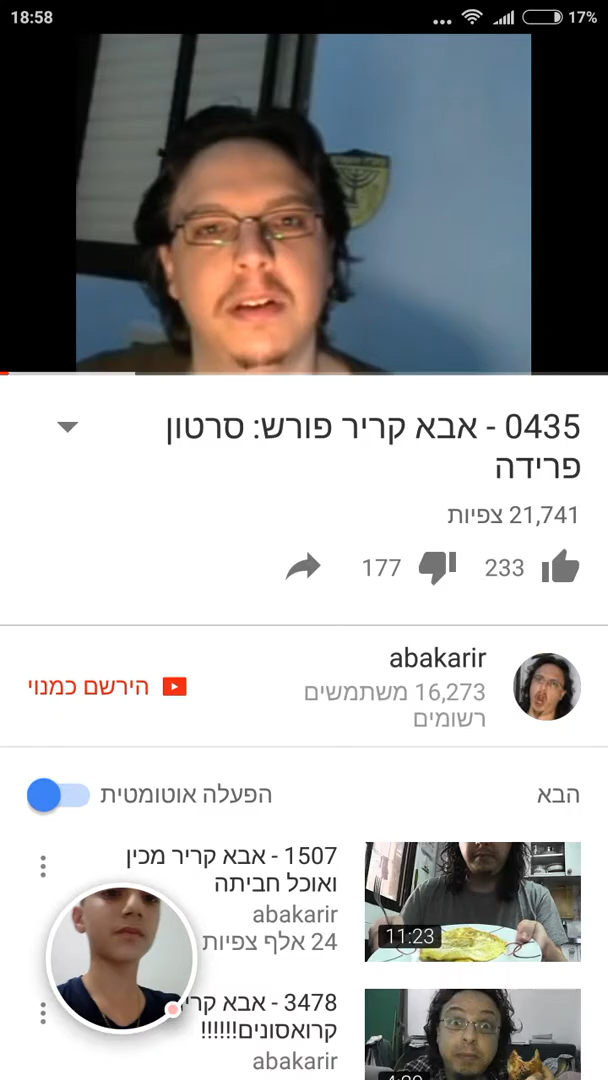 18:58
17%
0435 - אבא קריר פורש: סרטון
פרידה
21,741 צפיות
233
177
abakarir
16,273 משתמשים
רשומים
הירשם כמנוי
הבא
הפעלה אוטומטית
1507 - אבא קריר מכין
ואוכל חביתה
abakarir
24 אלף צפיות
11:23
3478 - אבא קריר
קרואסונים!!!!!!
abakarir